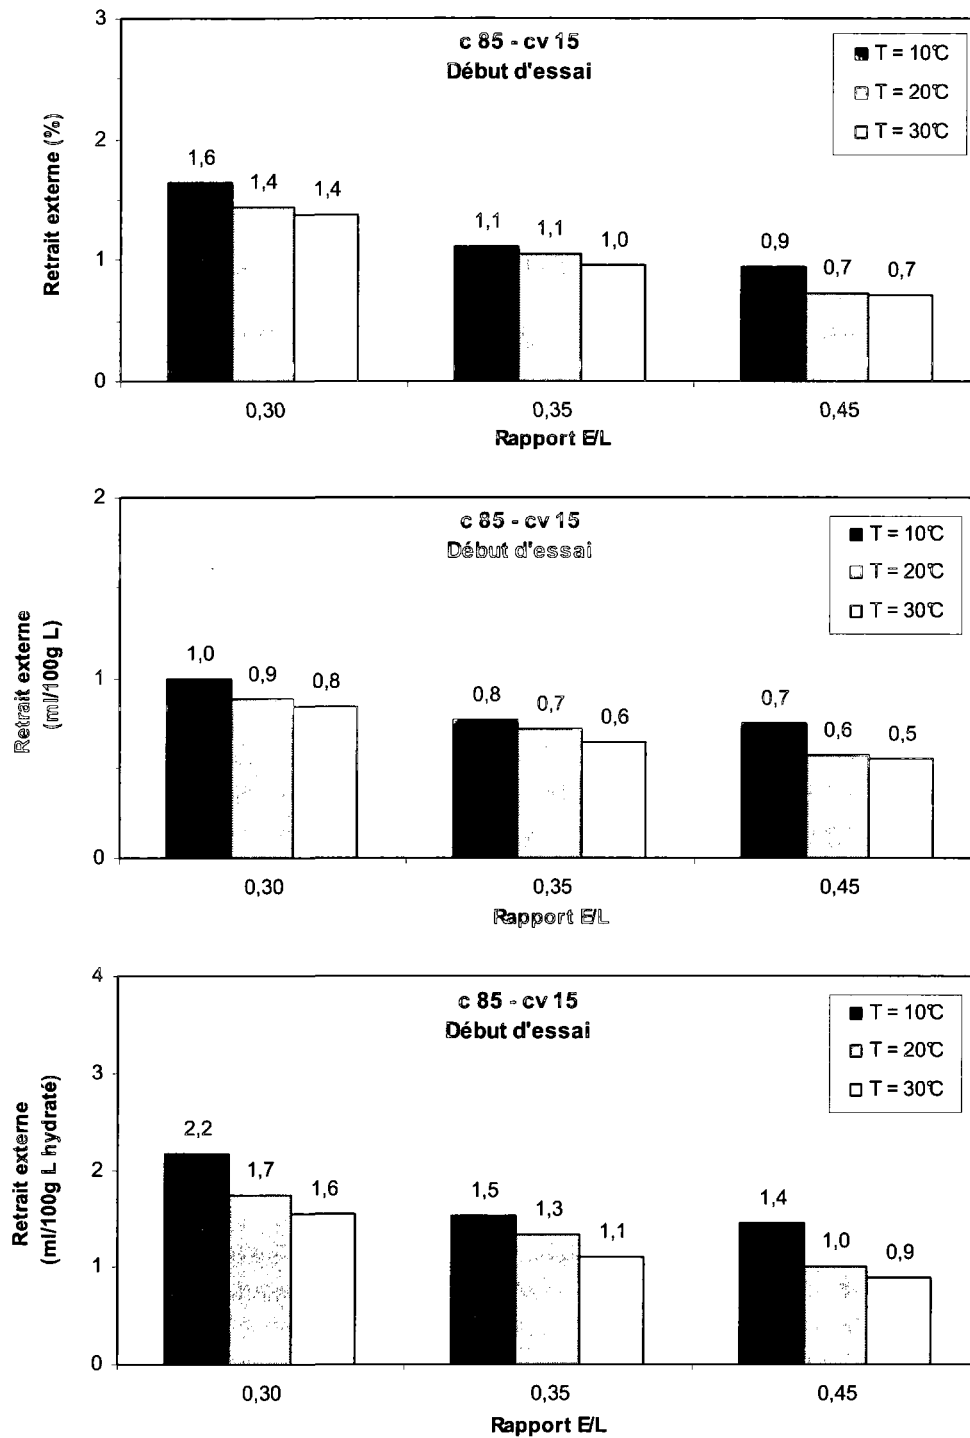 c 85 - cv 15
Début d'essai
T = 10°C
T = 20°C
T = 30°C
Retrait externe (%)
3
2
1
0
1,6
1,4
1,4
1,1
1,1
1,0
0,9
0,7
0,7
0,30
0,35
0,45
Rapport E/L
c 85 - cv 15
Début d'essai
T = 10°C
T = 20°C
T = 30°C
Retrait externe
(ml/100g L)
2
1
0
1,0
0,9
0,8
0,8
0,7
0,6
0,7
0,6
0,5
0,30
0,35
0,45
Rapport E/L
c 85 - cv 15
Début d'essai
T = 10°C
T = 20°C
T = 30°C
Retrait externe
(ml/100g L hydraté)
4
3
2
1
0
2,2
1,7
1,6
1,5
1,3
1,1
1,4
1,0
0,9
0,30
0,35
0,45
Rapport E/L